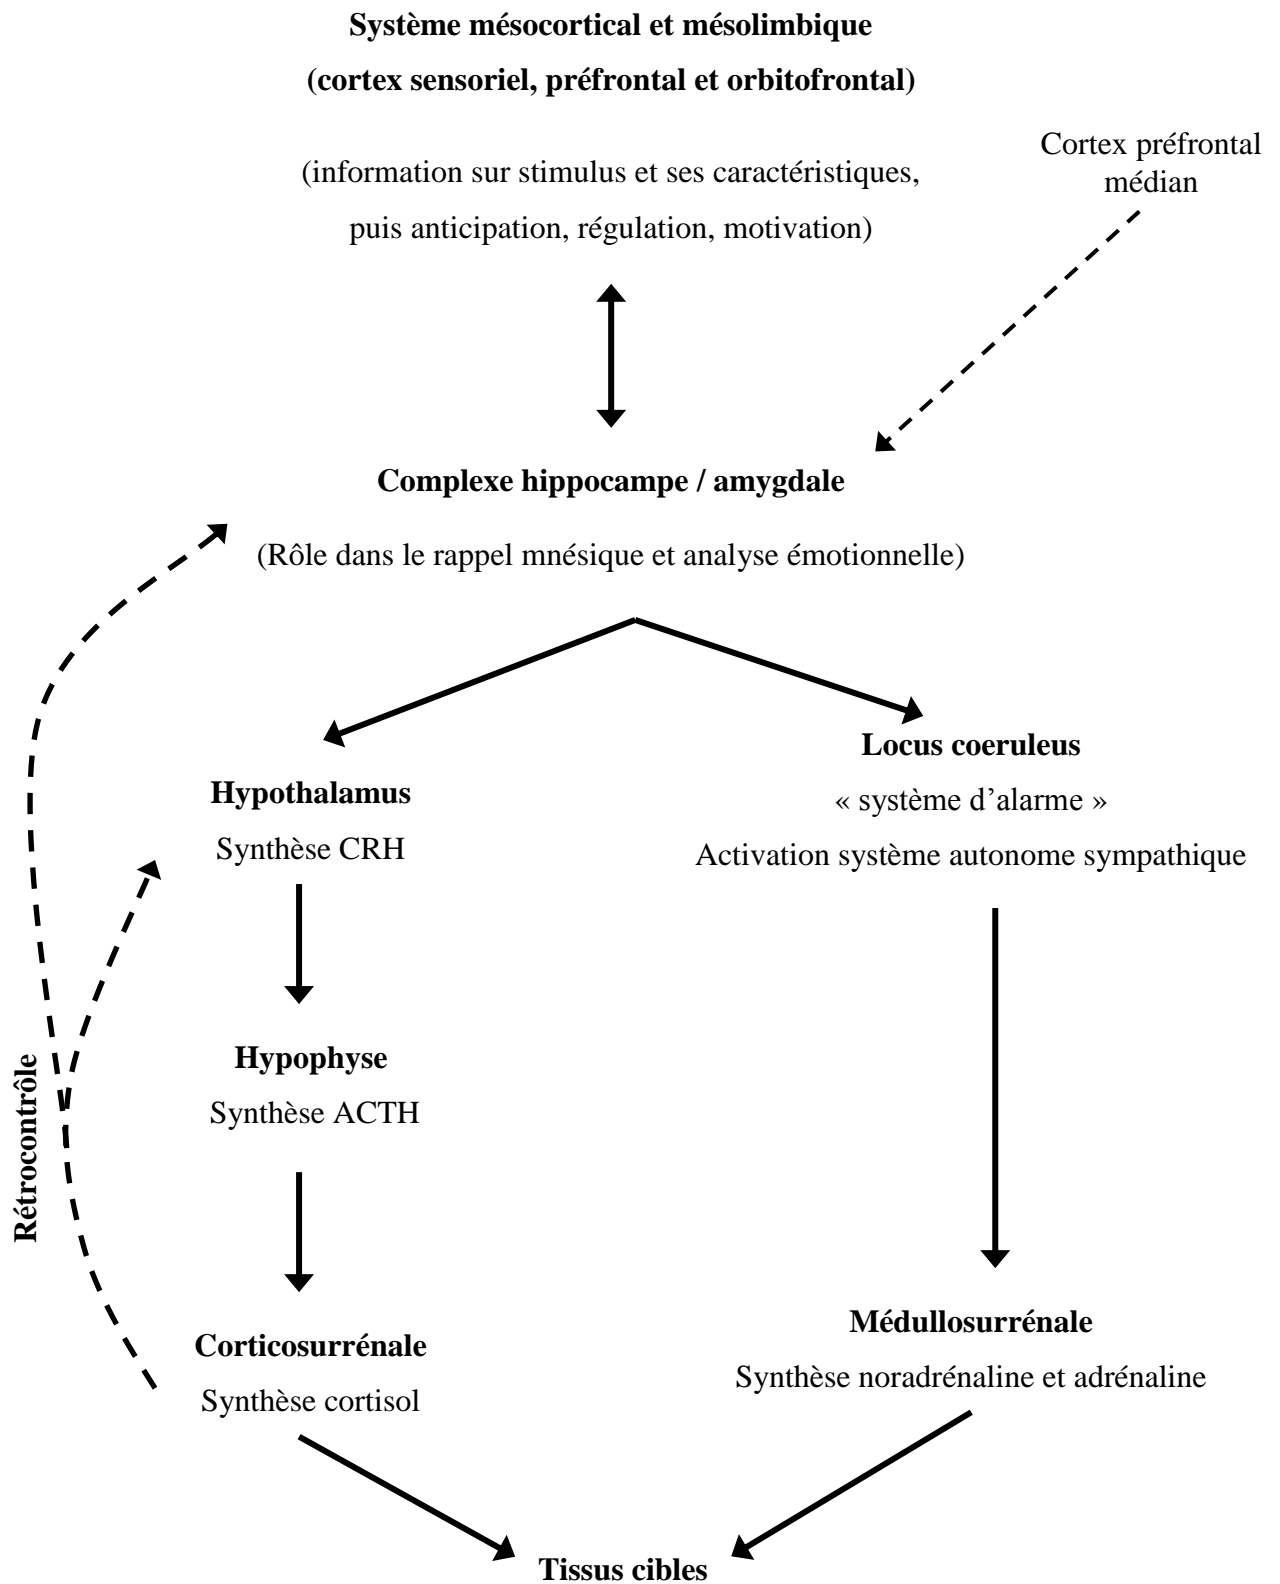 Système mésocortical et mésolimbique
(cortex sensoriel, préfrontal et orbitofrontal)
(information sur stimulus et ses caractéristiques,
puis anticipation, régulation, motivation)
Cortex préfrontal
médian
Complexe hippocampe / amygdale
(Rôle dans le rappel mnésique et analyse émotionnelle)
Locus coeruleus
« système d’alarme »
Activation système autonome sympathique
Hypothalamus
Synthèse CRH
Hypophyse
Synthèse ACTH
Rétrocontrôle
Corticosurrénale
Synthèse cortisol
Médullosurrénale
Synthèse noradrénaline et adrénaline
Tissus cibles